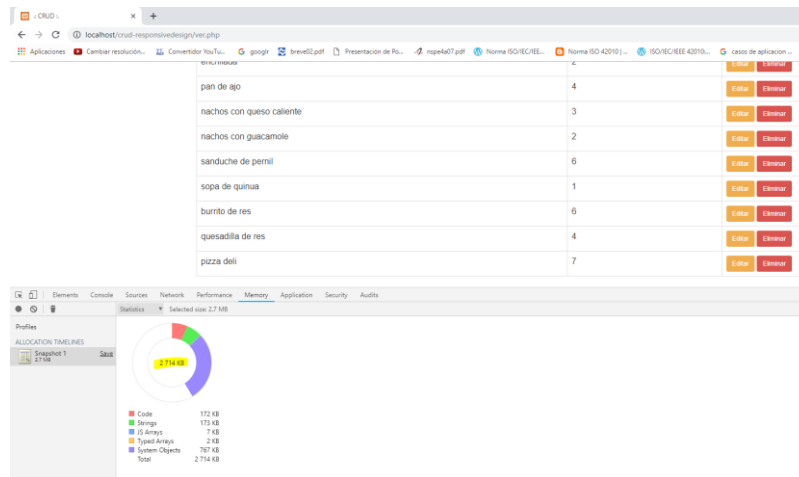 .: CRUD :.
localhost/crud-responsivedesign/ver.php
Aplicaciones Cambiar resolución... Convertidor YouTu... googlr breve02.pdf Presentación de Po... nspe4a07.pdf Norma ISO/IEC/IEE... Norma ISO 42010 | ... ISO/IEC/IEEE 42010:... casos de aplicacion ...
enchilada 2 Editar Eliminar
pan de ajo 4 Editar Eliminar
nachos con queso caliente 3 Editar Eliminar
nachos con guacamole 2 Editar Eliminar
sanduche de pernil 6 Editar Eliminar
sopa de quinua 1 Editar Eliminar
burrito de res 6 Editar Eliminar
quesadilla de res 4 Editar Eliminar
pizza deli 7 Editar Eliminar
Elements Console Sources Network Performance Memory Application Security Audits
Statistics ▼ Selected size: 2.7 MB
Profiles
ALLOCATION TIMELINES
Snapshot 1 Save
2.7 MB
2 714 KB
Code 172 KB
Strings 173 KB
JS Arrays 7 KB
Typed Arrays 2 KB
System Objects 767 KB
Total 2 714 KB